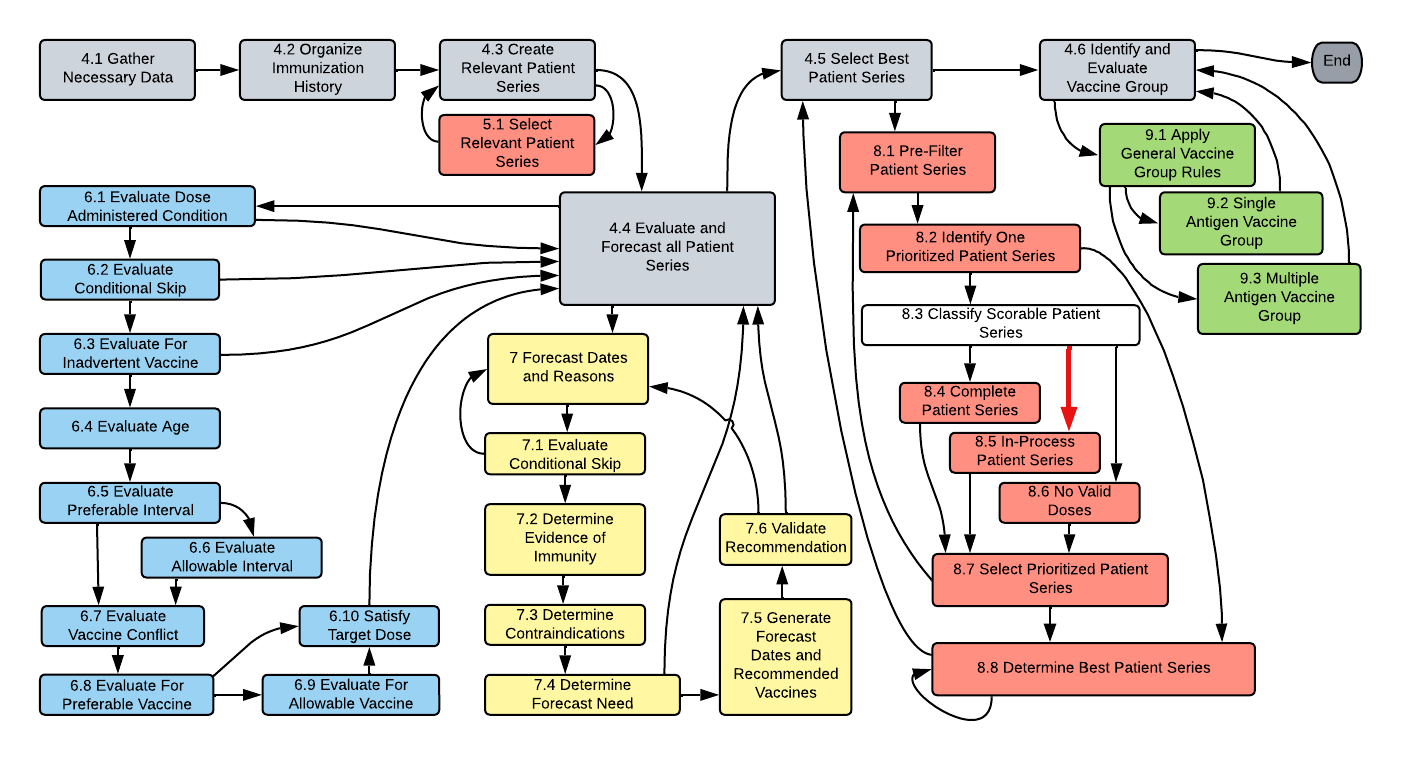 4.1 Gather
Necessary Data
4.2 Organize
Immunization
History
4.3 Create
Relevant Patient
Series
5.1 Select
Relevant Patient
Series
4.5 Select Best
Patient Series
4.6 Identify and
Evaluate
Vaccine Group
End
9.1 Apply
General Vaccine
Group Rules
9.2 Single
Antigen Vaccine
Group
9.3 Multiple
Antigen Vaccine
Group
8.1 Pre-Filter
Patient Series
8.2 Identify One
Prioritized Patient Series
8.3 Classify Scorable Patient
Series
8.4 Complete
Patient Series
8.5 In-Process
Patient Series
8.6 No Valid
Doses
8.7 Select Prioritized Patient
Series
8.8 Determine Best Patient Series
4.4 Evaluate and
Forecast all Patient
Series
6.1 Evaluate Dose
Administered Condition
6.2 Evaluate
Conditional Skip
6.3 Evaluate For
Inadvertent Vaccine
6.4 Evaluate Age
6.5 Evaluate
Preferable Interval
6.6 Evaluate
Allowable Interval
6.7 Evaluate
Vaccine Conflict
6.8 Evaluate For
Preferable Vaccine
6.9 Evaluate For
Allowable Vaccine
6.10 Satisfy
Target Dose
7 Forecast Dates
and Reasons
7.1 Evaluate
Conditional Skip
7.2 Determine
Evidence of
Immunity
7.3 Determine
Contraindications
7.4 Determine
Forecast Need
7.5 Generate
Forecast
Dates and
Recommended
Vaccines
7.6 Validate
Recommendation